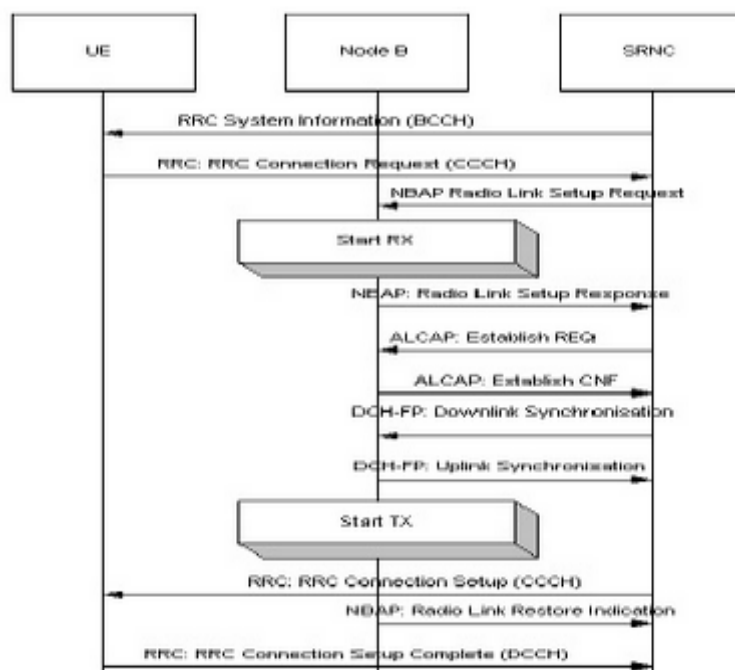 UE
Node B
SRNC
RRC System Information (BCCH)
RRC: RRC Connection Request (CCCH)
NBAP Radio Link Setup Request
Start RX
NBAP: Radio Link Setup Response
ALCAP: Establish REQ
ALCAP: Establish CNF
DCH-FP: Downlink Synchronisation
DCH-FP: Uplink Synchronisation
Start TX
RRC: RRC Connection Setup (CCCH)
NBAP: Radio Link Restore Indication
RRC: RRC Connection Setup Complete (DCCH)